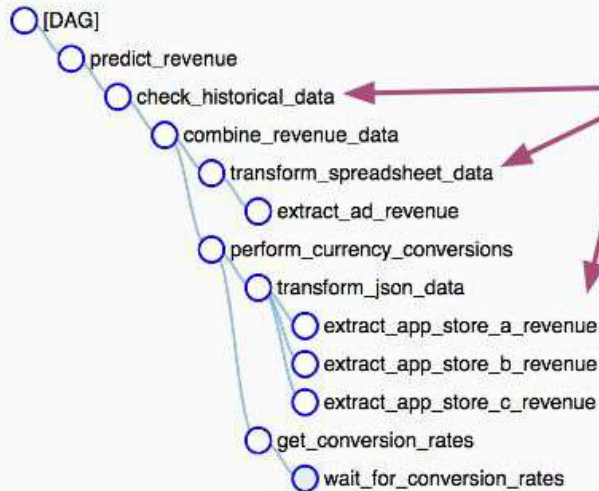 [DAG]
predict_revenue
check_historical_data
combine_revenue_data
transform_spreadsheet_data
extract_ad_revenue
perform_currency_conversions
transform_json_data
extract_app_store_a_revenue
extract_app_store_b_revenue
extract_app_store_c_revenue
get_conversion_rates
wait_for_conversion_rates